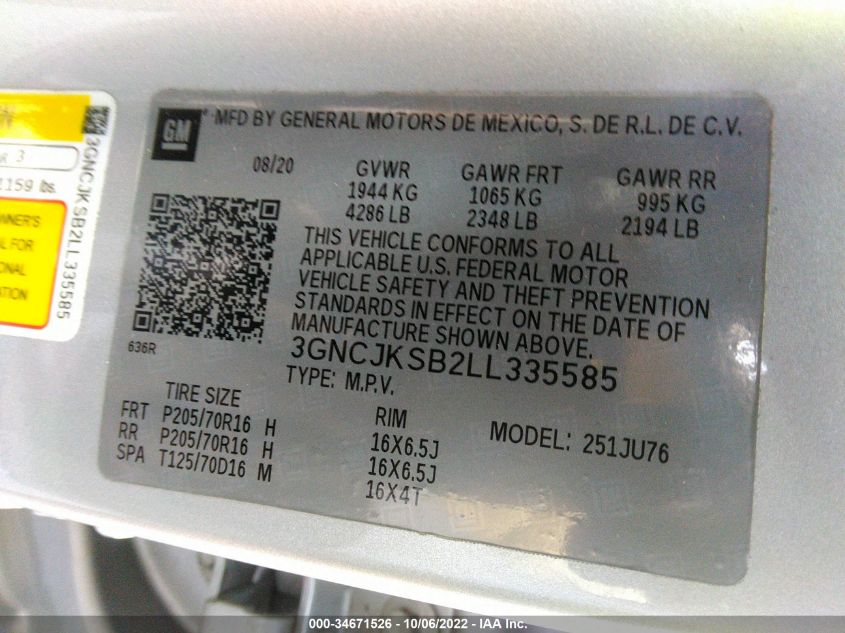 GM
® MFD BY GENERAL MOTORS DE MEXICO, S. DE R.L. DE C.V.
08/20 GVWR GAWR FRT GAWR RR
1944 KG 1065 KG 995 KG
4286 LB 2348 LB 2194 LB
THIS VEHICLE CONFORMS TO ALL
APPLICABLE U.S. FEDERAL MOTOR
VEHICLE SAFETY AND THEFT PREVENTION
STANDARDS IN EFFECT ON THE DATE OF
MANUFACTURE SHOWN ABOVE.
636R
3GNCJKSB2LL335585
TYPE: M.P.V.
TIRE SIZE RIM
FRT P205/70R16 H 16X6.5J
RR P205/70R16 H 16X6.5J
SPA T125/70D16 M 16X4T
MODEL: 251JU76
3
1159 lbs.
3GNCJKSB2LL335585
FOR
© 34671526 - 10/06/2022 - IAA Inc.